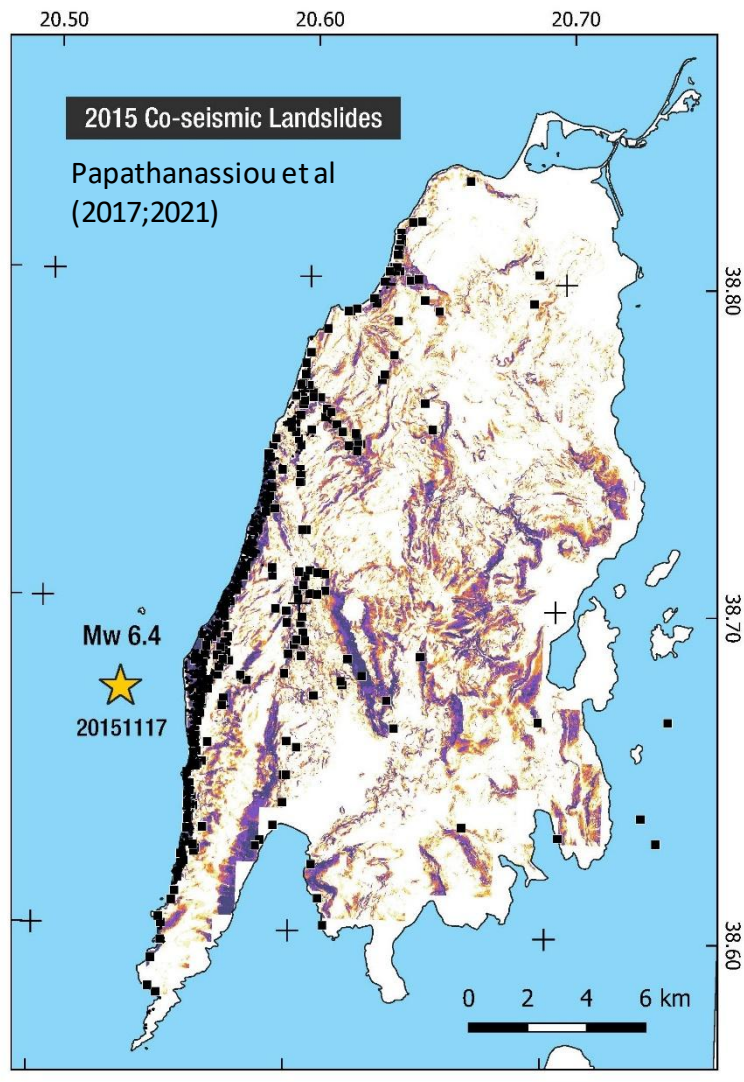 20.50 20.60 20.70
2015 Co-seismic Landslides
Papathanassiou et al
(2017;2021)
38.80
38.70
Mw 6.4
20151117
38.60
0 2 4 6 km